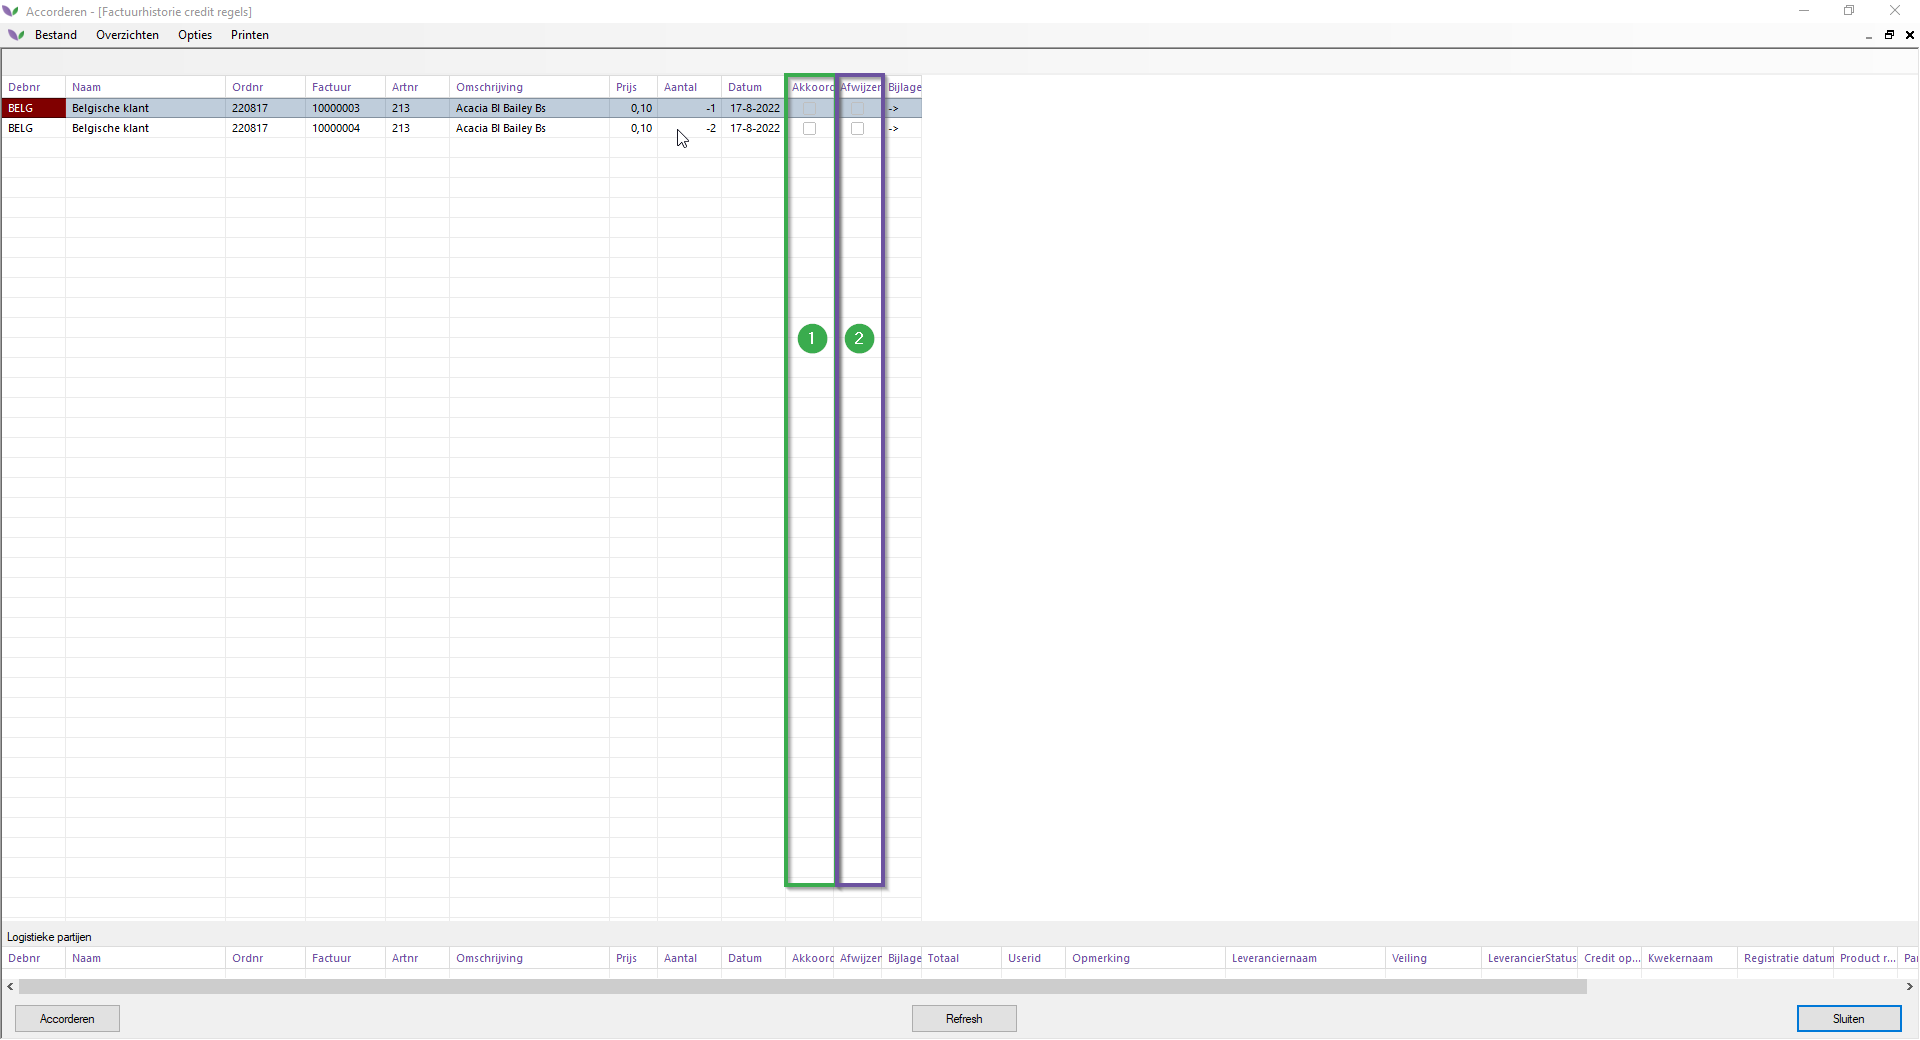 Accorderen - [Factuurhistorie credit regels]
Bestand Overzichten Opties Printen
Debnr Naam Ordnr Factuur Artnr Omschrijving Prijs Aantal Datum Akkoord Afwijzer Bijlage
BELG Belgische klant 220817 10000003 213 Acacia Bl Bailey Bs 0,10 -1 17-8-2022 ->
BELG Belgische klant 220817 10000004 213 Acacia Bl Bailey Bs 0,10 -2 17-8-2022 ->
1 2
Logistieke partijen
Debnr Naam Ordnr Factuur Artnr Omschrijving Prijs Aantal Datum Akkoord Afwijzer Bijlage Totaal Userid Opmerking Leveranciernaam Veiling LeverancierStatus Credit op... Kwekernaam Registratie datum Product r... Par
Accorderen Refresh Sluiten